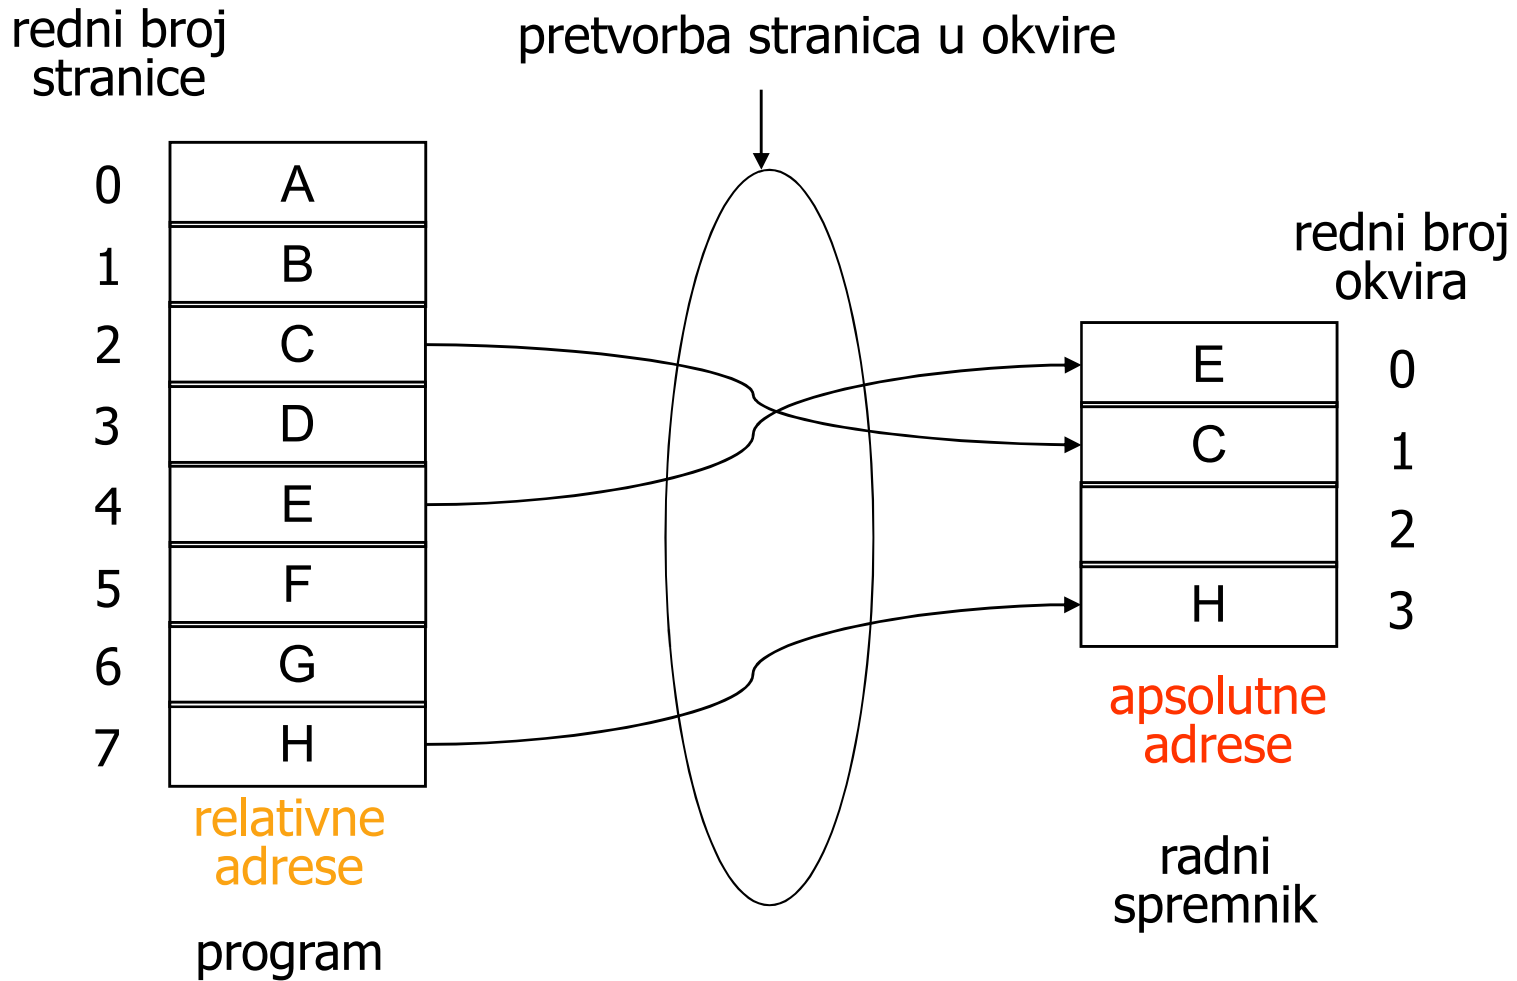 redni broj
stranice
pretvorba stranica u okvire
0 A
1 B
2 C
3 D
4 E
5 F
6 G
7 H
relativne
adrese
program
redni broj
okvira
E 0
C 1
2
H 3
apsolutne
adrese
radni
spremnik